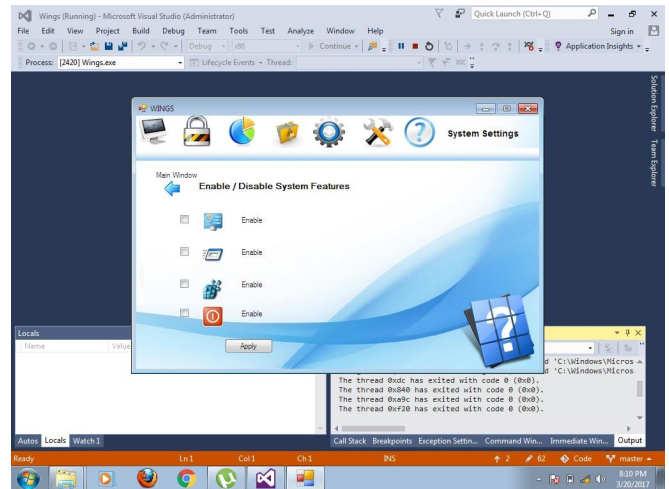 Wings (Running) - Microsoft Visual Studio (Administrator)
Quick Launch (Ctrl+Q)
File Edit View Project Build Debug Team Tools Test Analyze Window Help
Sign in
Debug x86 Continue Application Insights
Process: [2420] Wings.exe Lifecycle Events Thread:
Solution Explorer
Team Explorer
WINGS
System Settings
Main Window
Enable / Disable System Features
Enable
Enable
Enable
Enable
Apply
Locals
Name Value
d 'C:\Windows\Micros
d 'C:\Windows\Micros
The thread 0xdc has exited with code 0 (0x0).
The thread 0x840 has exited with code 0 (0x0).
The thread 0xa9c has exited with code 0 (0x0).
The thread 0xf20 has exited with code 0 (0x0).
Autos Locals Watch 1
Call Stack Breakpoints Exception Settin... Command Win... Immediate Win... Output
Ready Ln 1 Col 1 Ch 1 INS 2 62 Code master
8:10 PM
3/20/2017